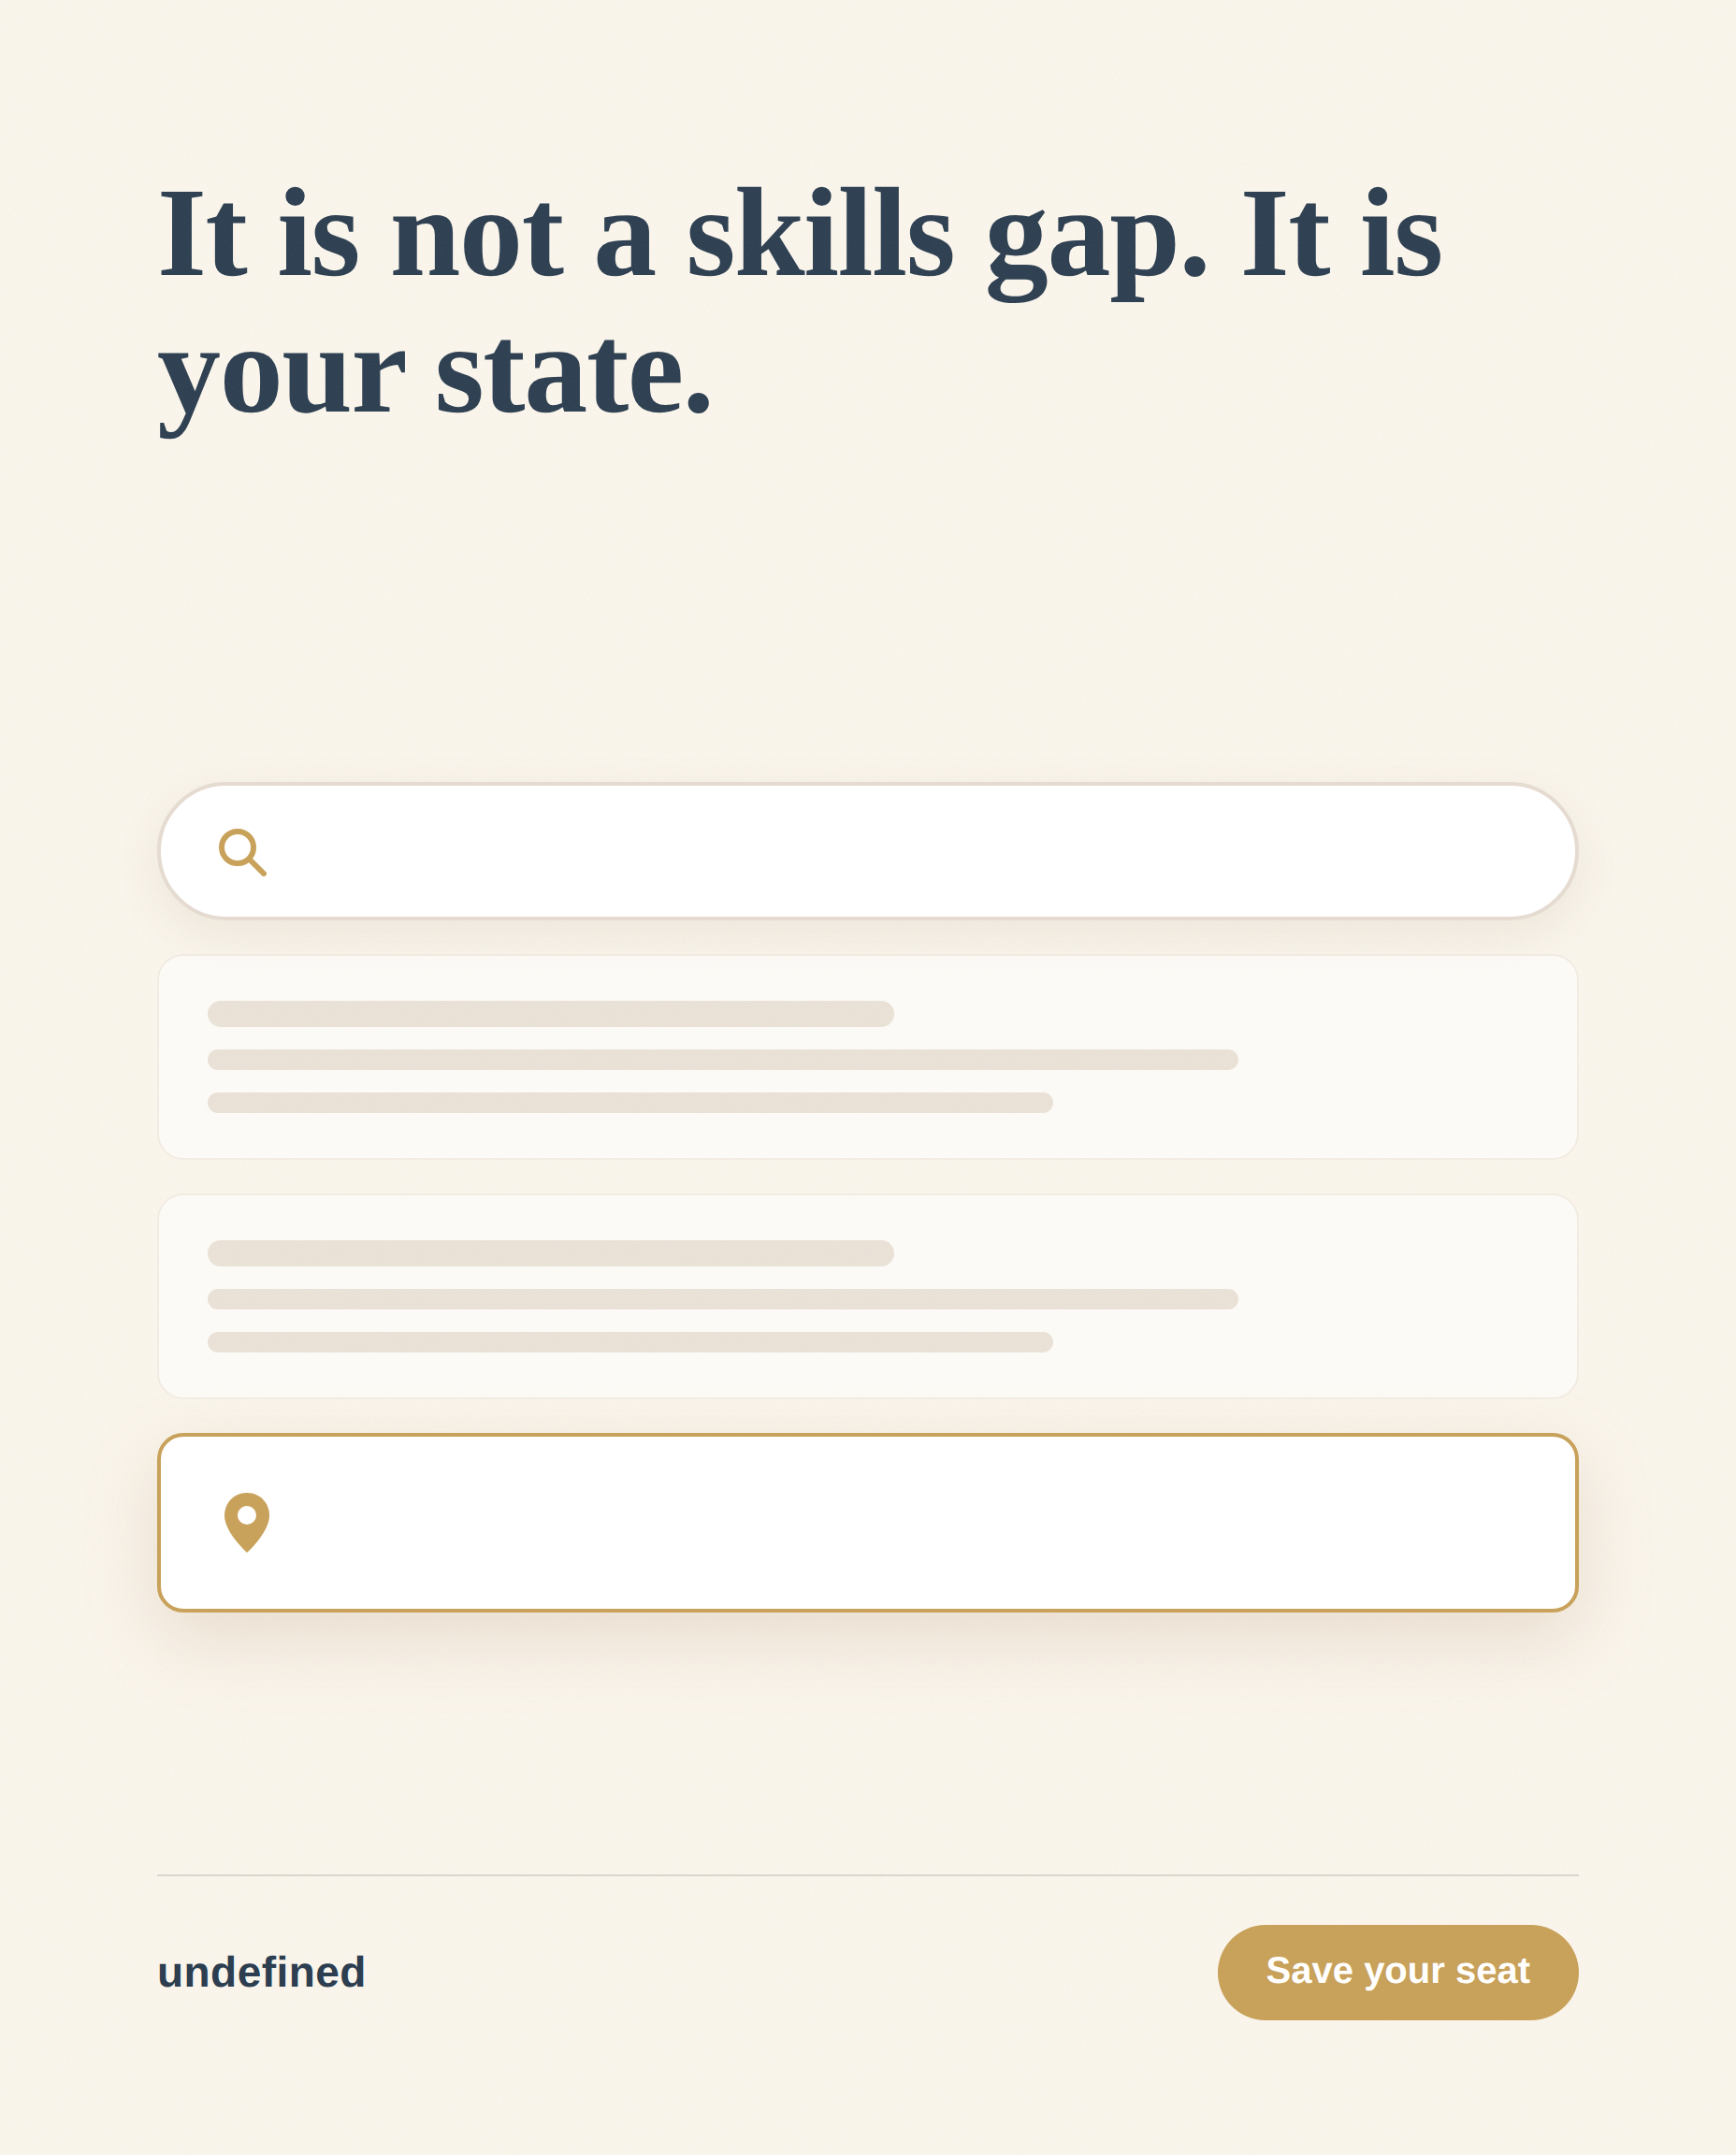 It is not a skills gap. It is
your state.
undefined
Save your seat